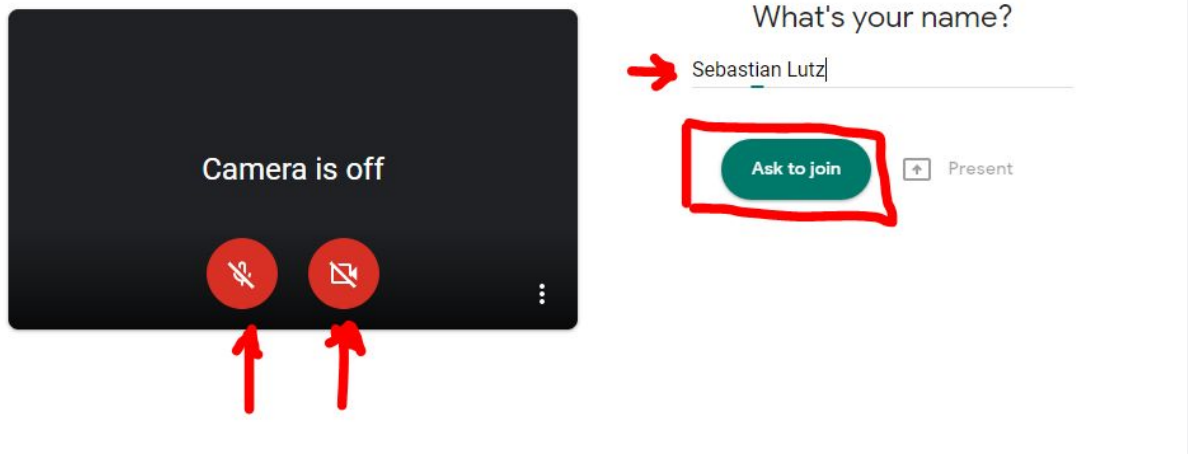 What's your name?
Sebastian Lutz
Camera is off
Ask to join
Present